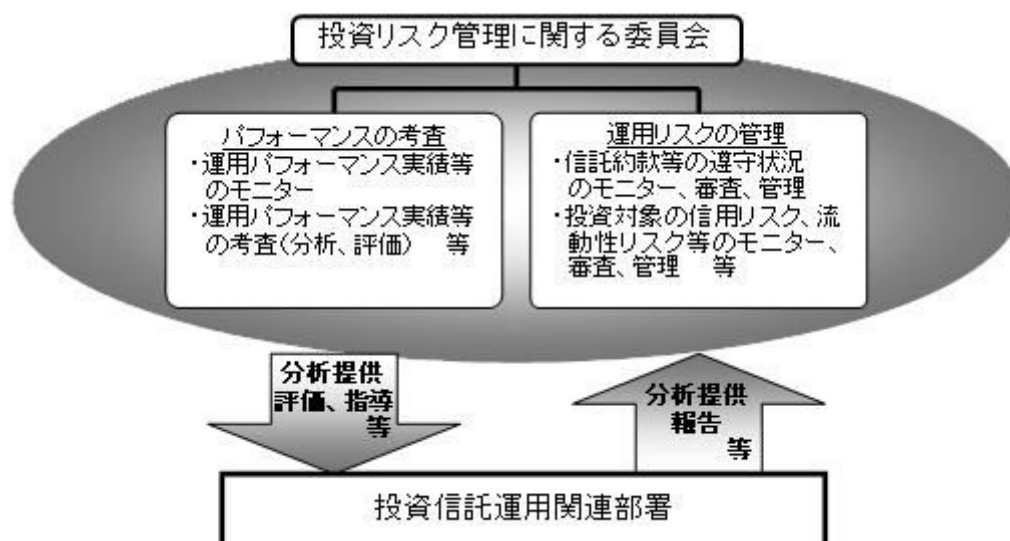 投資リスク管理に関する委員会
パフォーマンスの考査
・運用パフォーマンス実績等
のモニター
・運用パフォーマンス実績等
の考査(分析、評価) 等
運用リスクの管理
・信託約款等の遵守状況
のモニター、審査、管理
・投資対象の信用リスク、流
動性リスク等のモニター、
審査、管理 等
分析提供
評価、指導
等
分析提供
報告
等
投資信託運用関連部署